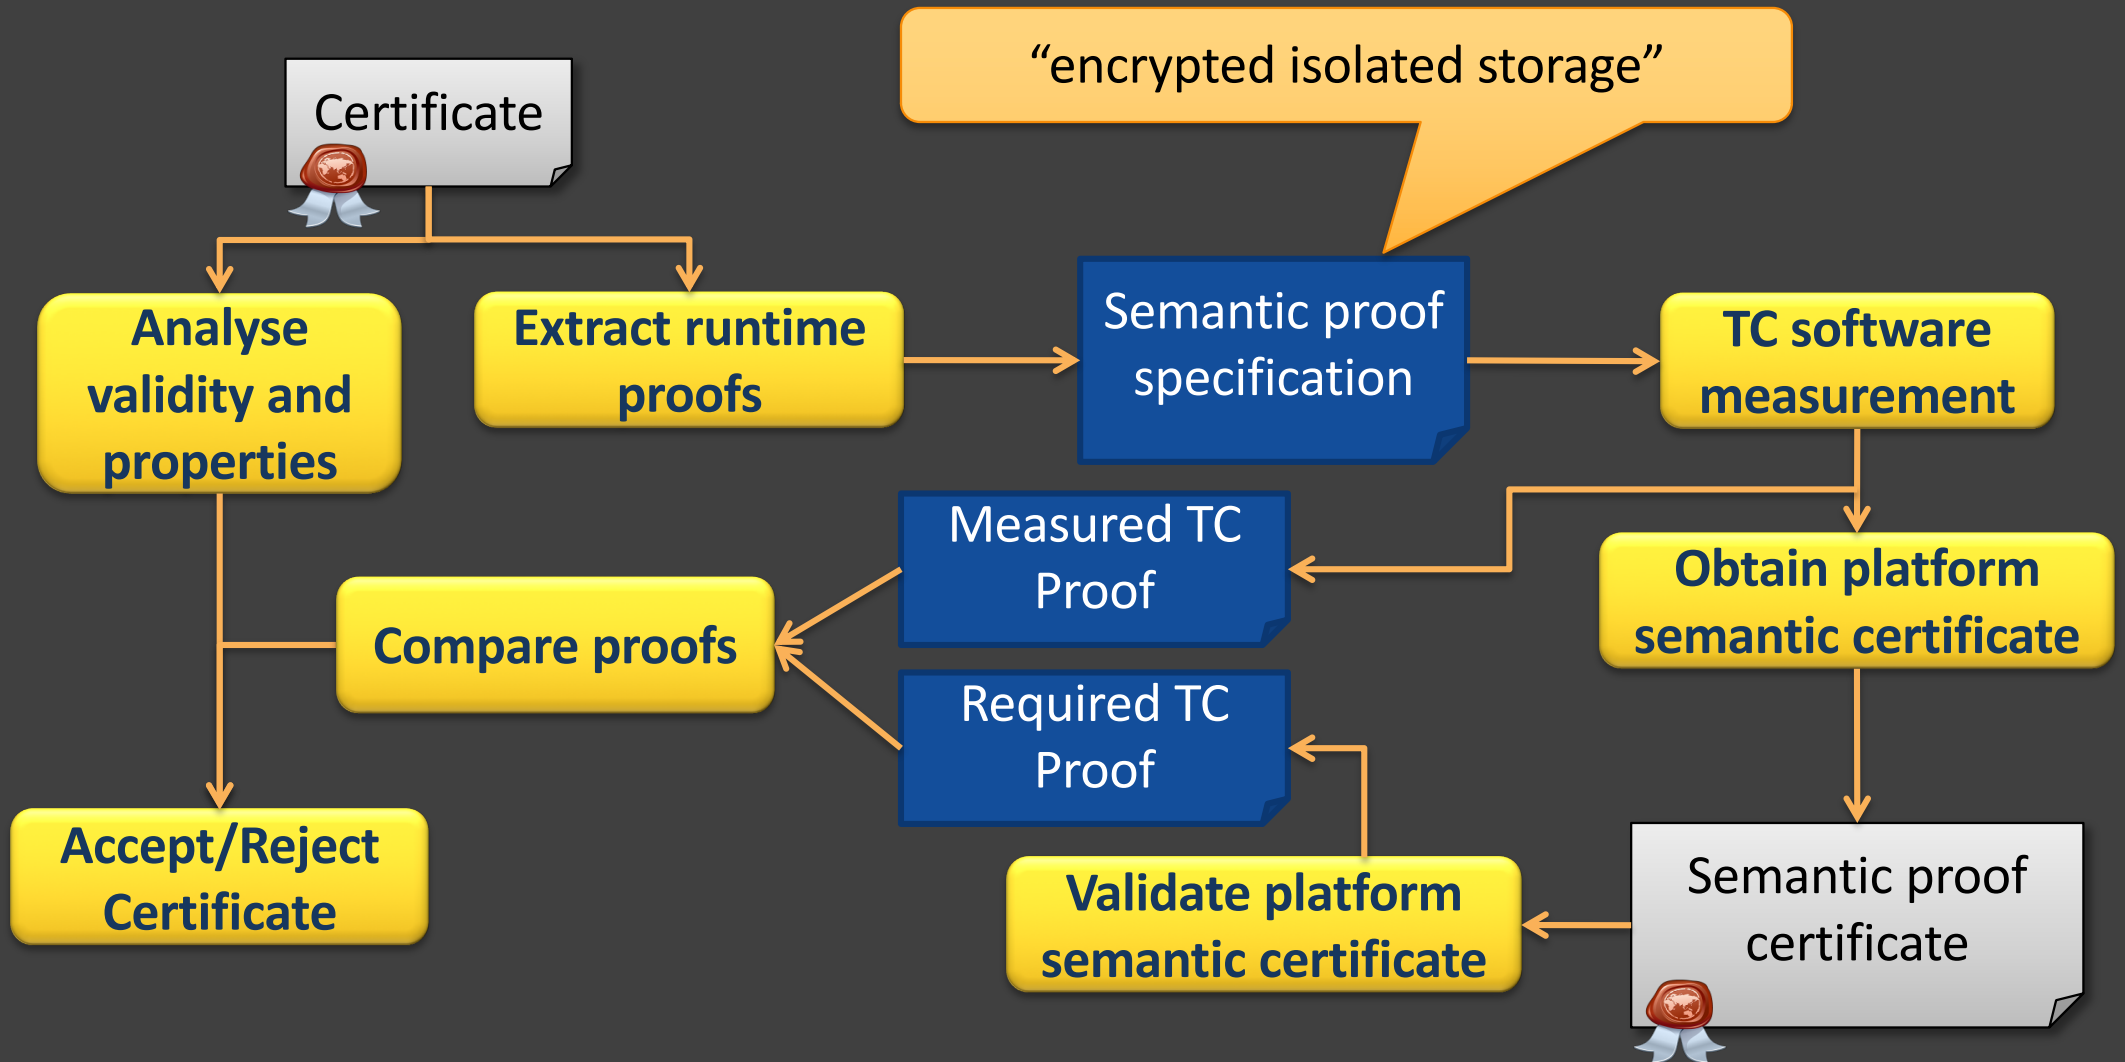 “encrypted isolated storage”
Certificate
Analyse
validity and
properties
Extract runtime
proofs
Semantic proof
specification
TC software
measurement
Measured TC
Proof
Obtain platform
semantic certificate
Compare proofs
Required TC
Proof
Accept/Reject
Certificate
Validate platform
semantic certificate
Semantic proof
certificate